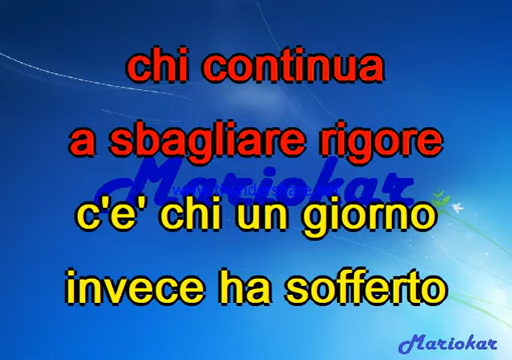 chi continua
a sbagliare rigore
Mariokar
c'e' chi un giorno
invece ha sofferto
Mariokar